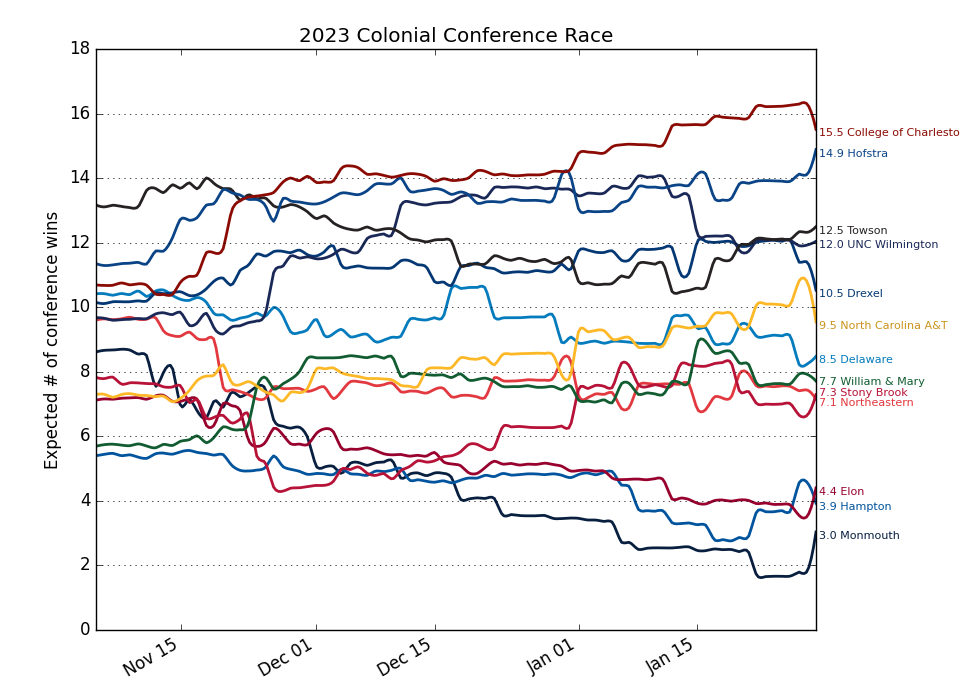 2023 Colonial Conference Race
Expected # of conference wins
18
16
14
12
10
8
6
4
2
0
Nov 15
Dec 01
Dec 15
Jan 01
Jan 15
15.5 College of Charlesto
14.9 Hofstra
12.5 Towson
12.0 UNC Wilmington
10.5 Drexel
9.5 North Carolina A&T
8.5 Delaware
7.7 William & Mary
7.3 Stony Brook
7.1 Northeastern
4.4 Elon
3.9 Hampton
3.0 Monmouth